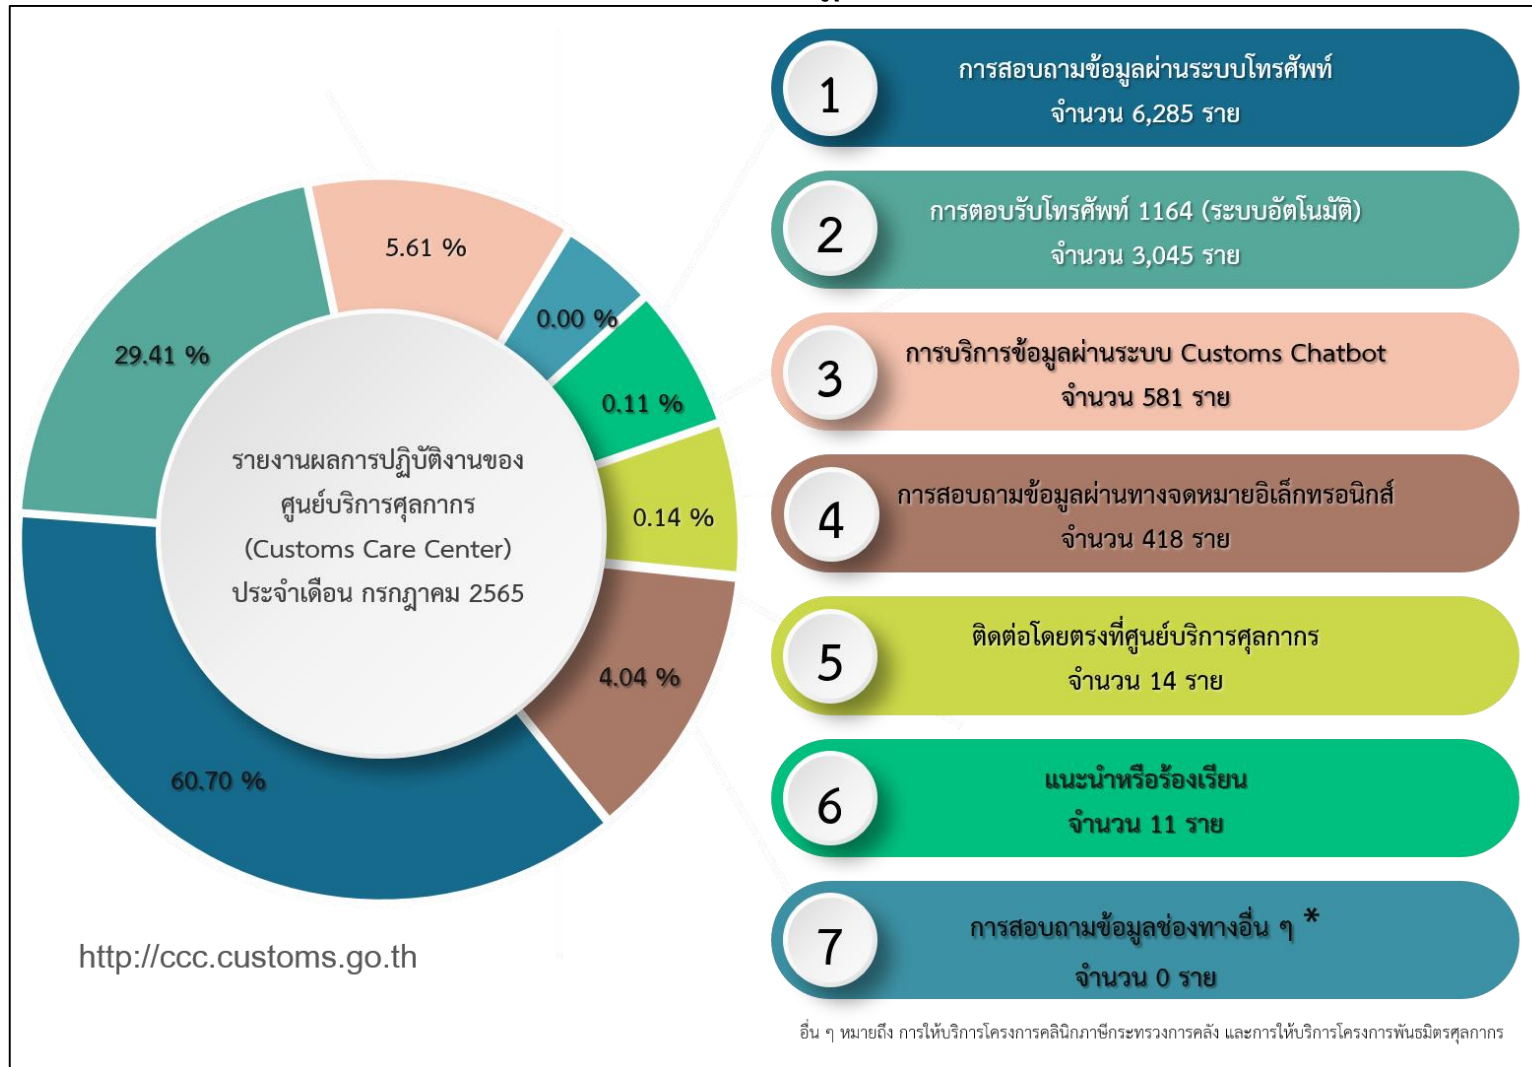 5.61 %
0.00 %
29.41 %
0.11 %
0.14 %
4.04 %
60.70 %
รายงานผลการปฏิบัติงานของ
ศูนย์บริการศุลกากร
(Customs Care Center)
ประจำเดือน กรกฎาคม 2565
http://ccc.customs.go.th
1
การสอบถามข้อมูลผ่านระบบโทรศัพท์
จำนวน 6,285 ราย
2
การตอบรับโทรศัพท์ 1164 (ระบบอัตโนมัติ)
จำนวน 3,045 ราย
3
การบริการข้อมูลผ่านระบบ Customs Chatbot
จำนวน 581 ราย
4
การสอบถามข้อมูลผ่านทางจดหมายอิเล็กทรอนิกส์
จำนวน 418 ราย
5
ติดต่อโดยตรงที่ศูนย์บริการศุลกากร
จำนวน 14 ราย
6
แนะนำหรือร้องเรียน
จำนวน 11 ราย
7
การสอบถามข้อมูลช่องทางอื่น ๆ *
จำนวน 0 ราย
อื่น ๆ หมายถึง การให้บริการโครงการคลินิกภาษีกระทรวงการคลัง และการให้บริการโครงการพันธมิตรศุลกากร